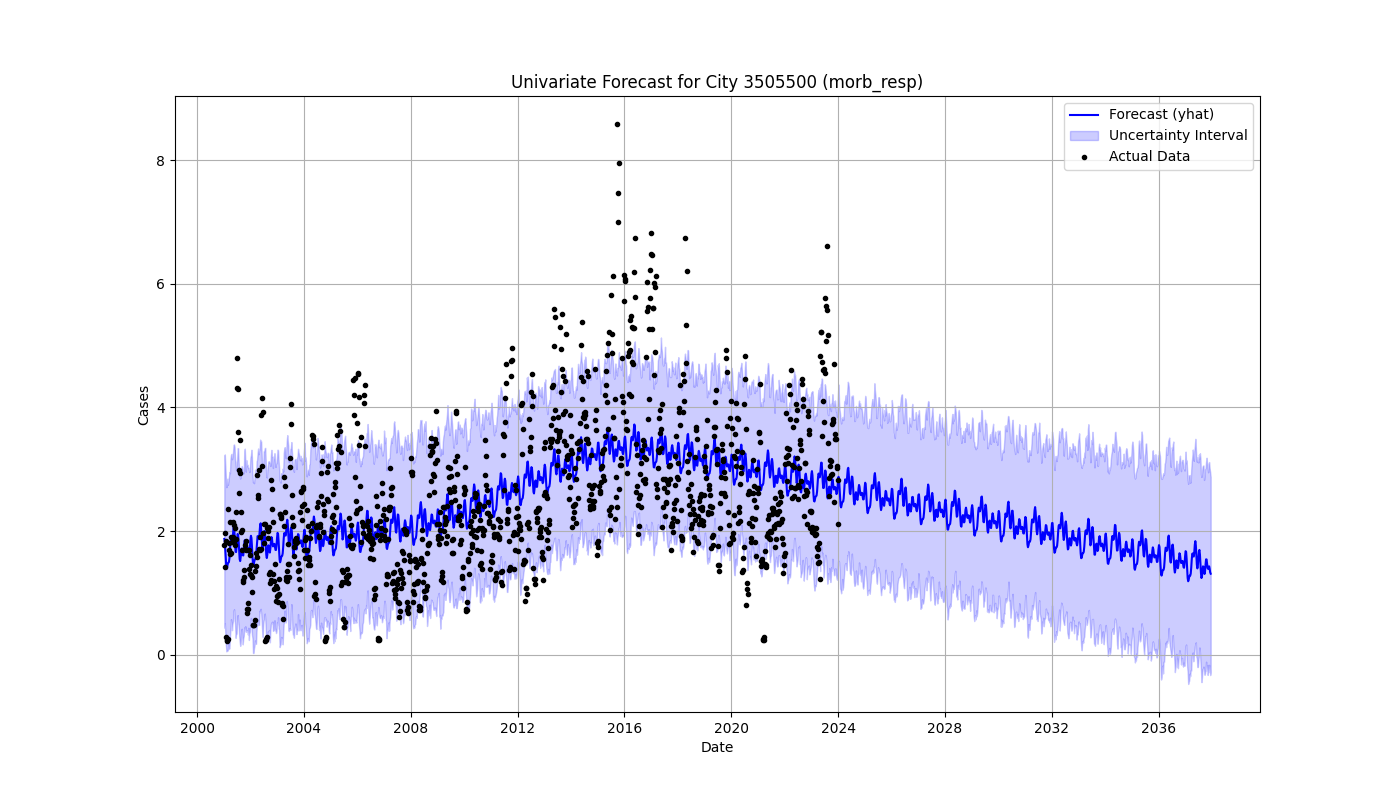 Univariate Forecast for City 3505500 (morb_resp)
Forecast (yhat)
Uncertainty Interval
Actual Data
Cases
8
6
4
2
0
2000 2004 2008 2012 2016 2020 2024 2028 2032 2036
Date